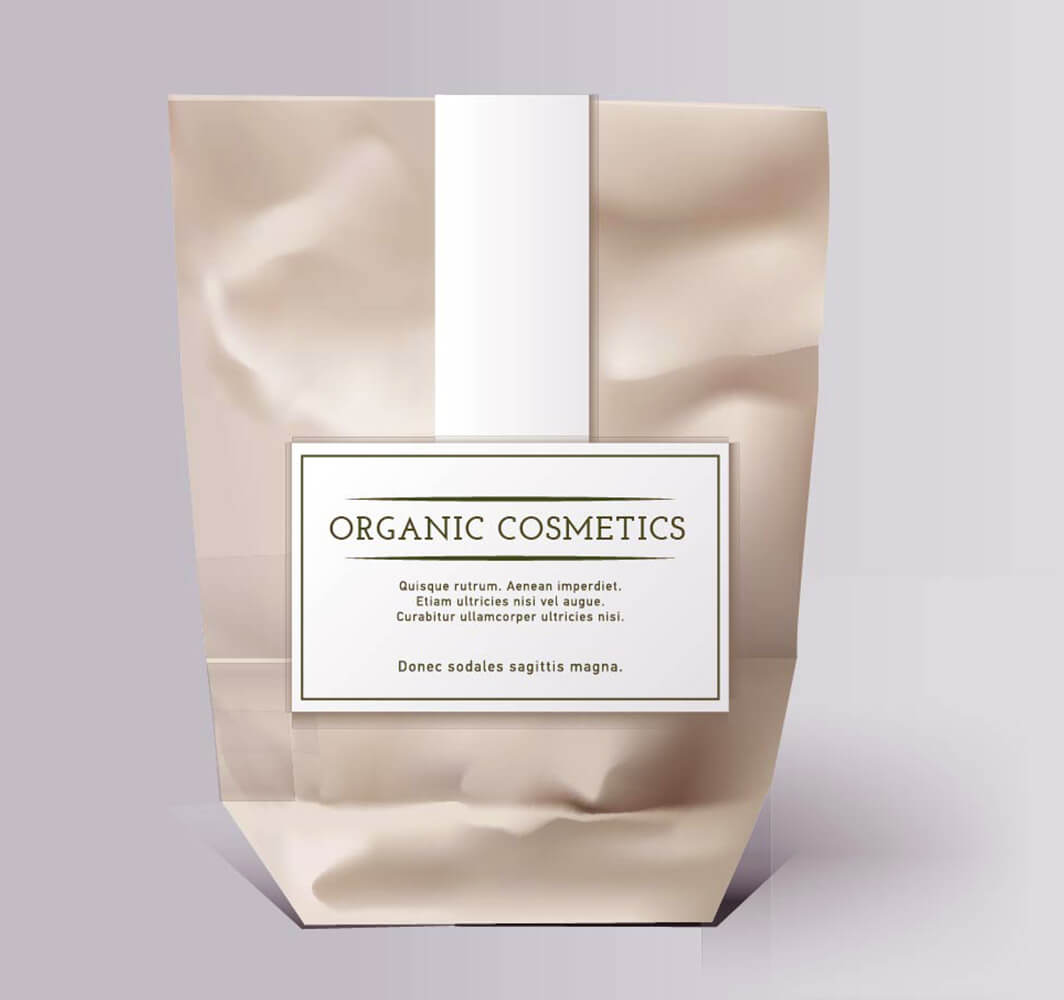 ORGANIC COSMETICS
Quisque rutrum. Aenean imperdiet.
Etiam ultricies nisi vel augue.
Curabitur ullamcorper ultricies nisi.
Donec sodales sagittis magna.